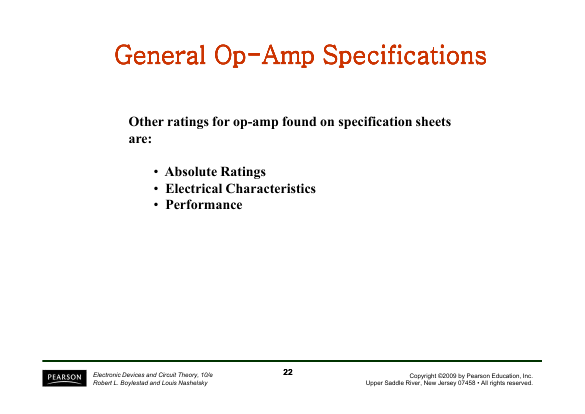 General Op-Amp Specifications
Other ratings for op-amp found on specification sheets
are:
• Absolute Ratings
• Electrical Characteristics
• Performance
PEARSON
Electronic Devices and Circuit Theory, 10/e
Robert L. Boylestad and Louis Nashelsky
22
Copyright ©2009 by Pearson Education, Inc.
Upper Saddle River, New Jersey 07458 • All rights reserved.